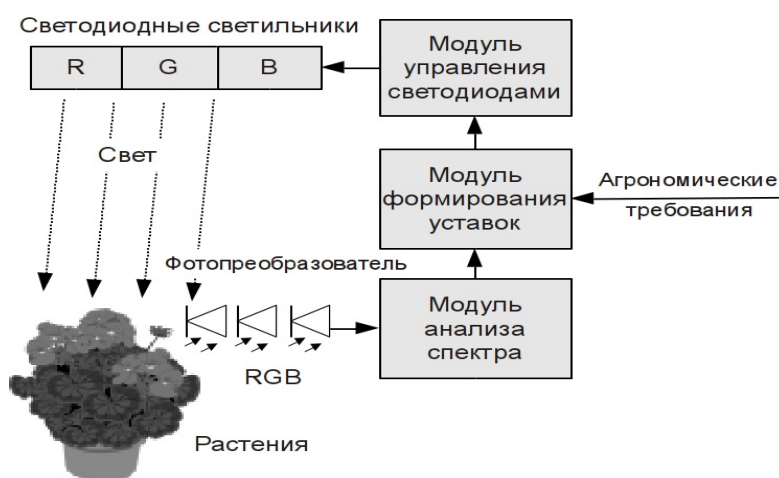 Светодиодные светильники
R G B
Свет
Модуль
управления
светодиодами
Модуль
формирования
уставок
Агрономические
требования
Фотопреобразователь
RGB
Модуль
анализа
спектра
Растения